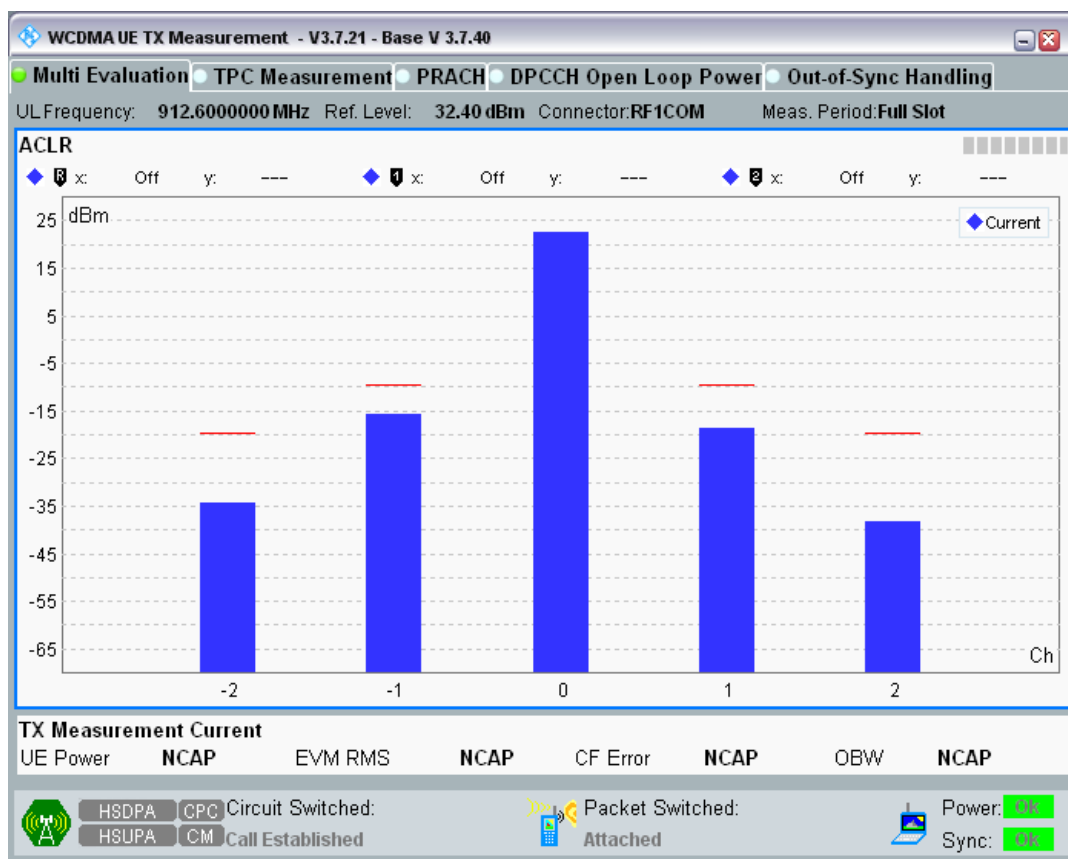 WCDMA UE TX Measurement - V3.7.21 - Base V 3.7.40
Multi Evaluation TPC Measurement PRACH DPCCH Open Loop Power Out-of-Sync Handling
UL Frequency: 912.6000000 MHz Ref. Level: 32.40 dBm Connector:RF1COM Meas. Period:Full Slot
ACLR
R x: Off y: --- 1 x: Off y: --- 2 x: Off y: ---
dBm
Current
25
15
5
-5
-15
-25
-35
-45
-55
-65
Ch
-2 -1 0 1 2
TX Measurement Current
UE Power NCAP EVM RMS NCAP CF Error NCAP OBW NCAP
HSDPA CPC Circuit Switched: Packet Switched: Power: Ok
HSUPA CM Call Established Attached Sync: Ok